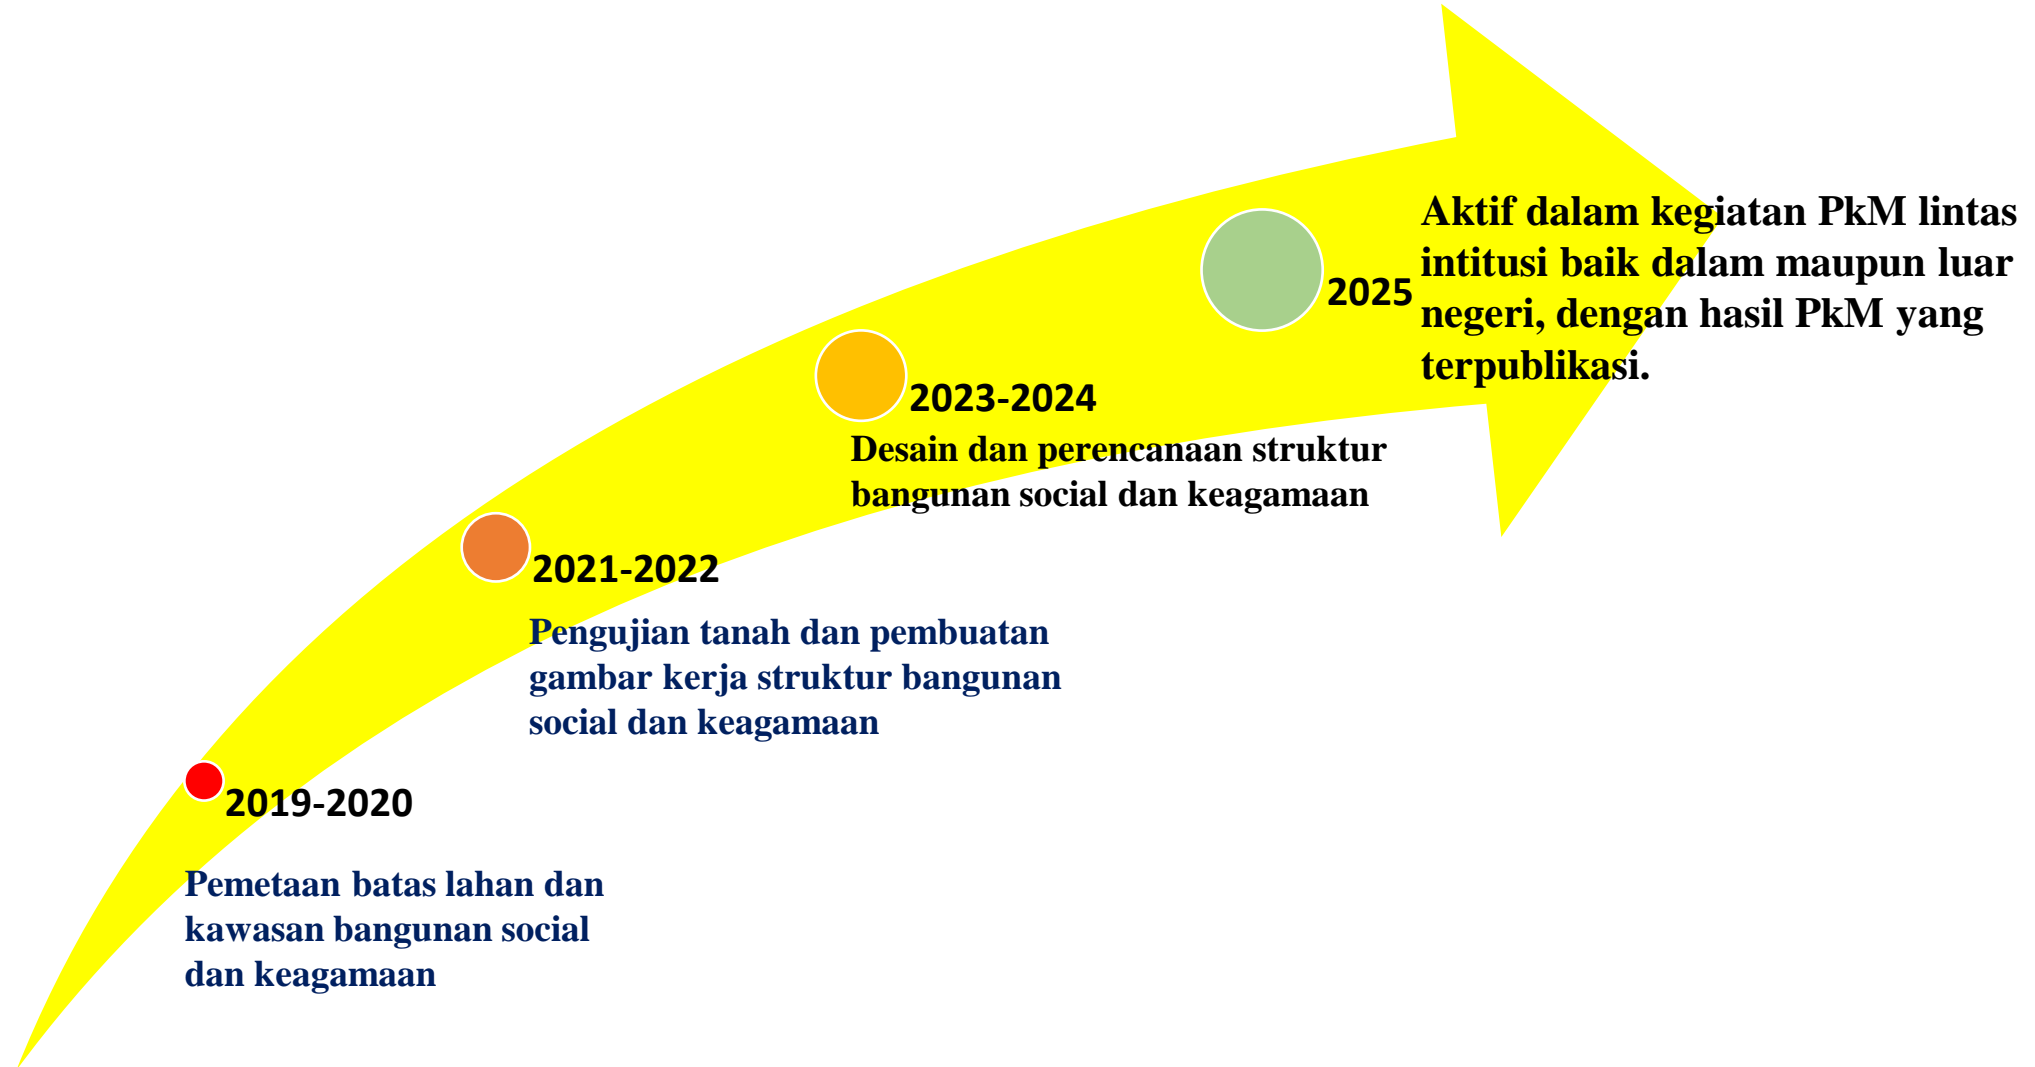 2019-2020
Pemetaan batas lahan dan
kawasan bangunan social
dan keagamaan
2021-2022
Pengujian tanah dan pembuatan
gambar kerja struktur bangunan
social dan keagamaan
2023-2024
Desain dan perencanaan struktur
bangunan social dan keagamaan
2025
Aktif dalam kegiatan PkM lintas
intitusi baik dalam maupun luar
negeri, dengan hasil PkM yang
terpublikasi.